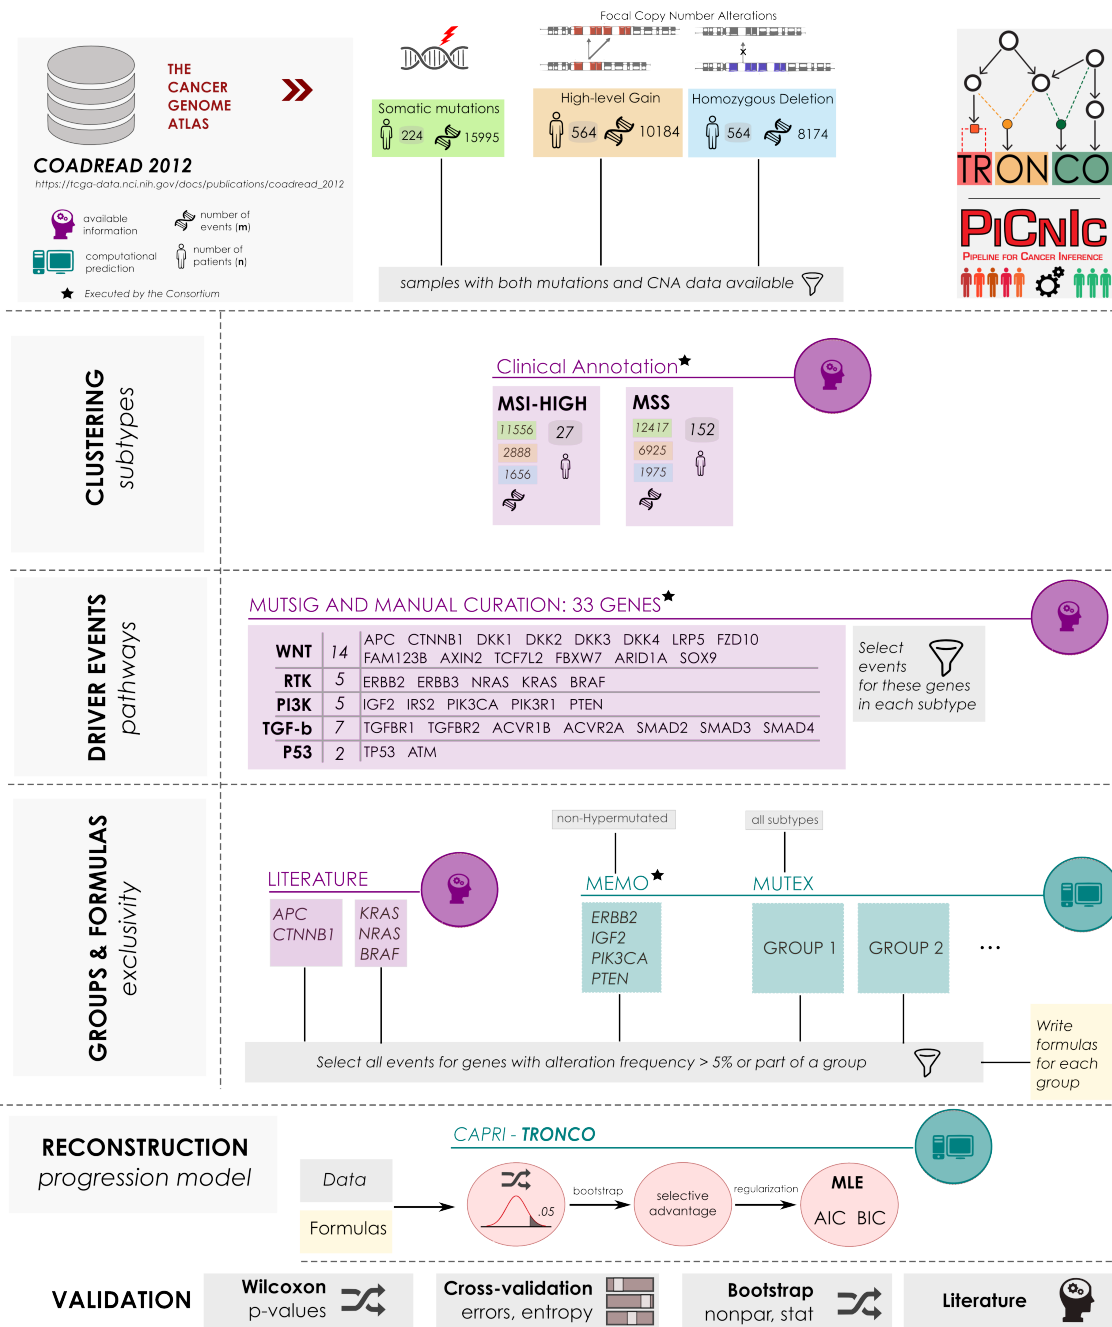 Focal Copy Number Alterations
THE
CANCER
GENOME
ATLAS
COADREAD 2012
https://tcga-data.nci.nih.gov/docs/publications/coadread_2012
available
information
number of
events (m)
computational
prediction
number of
patients (n)
Executed by the Consortium
Somatic mutations
224 15995
High-level Gain
564 10184
Homozygous Deletion
564 8174
x
samples with both mutations and CNA data available
TRONCO
PiCnIc
Pipeline for Cancer Inference
CLUSTERING
subtypes
Clinical Annotation
MSI-HIGH
11556 27
2888
1656
MSS
12417 152
6925
1975
DRIVER EVENTS
pathways
MUTSIG AND MANUAL CURATION: 33 GENES
WNT 14 APC CTNNB1 DKK1 DKK2 DKK3 DKK4 LRP5 FZD10
FAM123B AXIN2 TCF7L2 FBXW7 ARID1A SOX9
RTK 5 ERBB2 ERBB3 NRAS KRAS BRAF
PI3K 5 IGF2 IRS2 PIK3CA PIK3R1 PTEN
TGF-b 7 TGFBR1 TGFBR2 ACVR1B ACVR2A SMAD2 SMAD3 SMAD4
P53 2 TP53 ATM
Select
events
for these genes
in each subtype
GROUPS & FORMULAS
exclusivity
non-Hypermutated
all subtypes
LITERATURE
MEMO
MUTEX
APC
CTNNB1
KRAS
NRAS
BRAF
ERBB2
IGF2
PIK3CA
PTEN
GROUP 1
GROUP 2
...
Select all events for genes with alteration frequency > 5% or part of a group
Write
formulas
for each
group
RECONSTRUCTION
progression model
CAPRI - TRONCO
Data
Formulas
.05
bootstrap
selective
advantage
regularization
MLE
AIC BIC
VALIDATION
Wilcoxon
p-values
Cross-validation
errors, entropy
Bootstrap
nonpar, stat
Literature